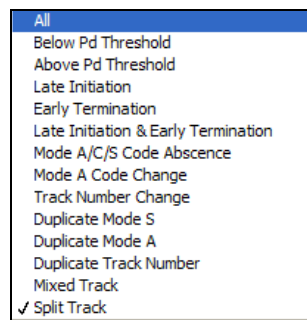 All
Below Pd Threshold
Above Pd Threshold
Late Initiation
Early Termination
Late Initiation & Early Termination
Mode A/C/S Code Abscence
Mode A Code Change
Track Number Change
Duplicate Mode S
Duplicate Mode A
Duplicate Track Number
Mixed Track
✓ Split Track